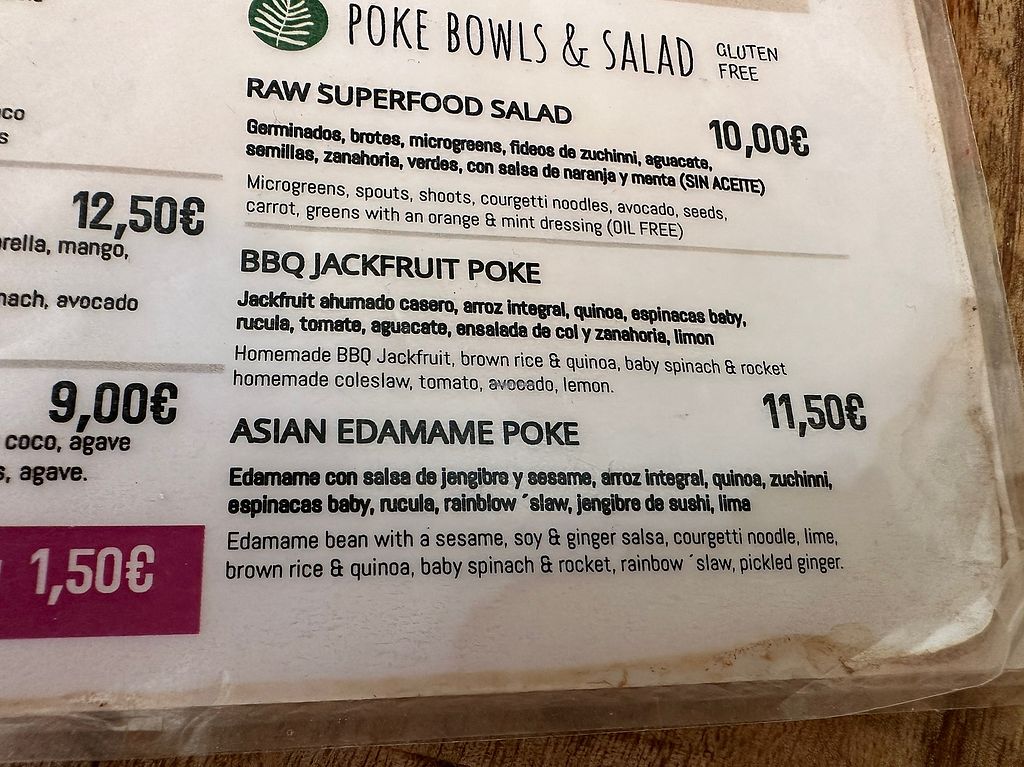 POKE BOWLS & SALAD GLUTEN FREE
RAW SUPERFOOD SALAD
10,00€
Germinados, brotes, microgreens, fideos de zuchinni, aguacate,
semillas, zanahoria, verdes, con salsa de naranja y menta (SIN ACEITE)
Microgreens, spouts, shoots, courgetti noodles, avocado, seeds,
carrot, greens with an orange & mint dressing (OIL FREE)
BBQ JACKFRUIT POKE
Jackfruit ahumado casero, arroz integral, quinoa, espinacas baby,
rucula, tomate, aguacate, ensalada de col y zanahoria, limon
Homemade BBQ Jackfruit, brown rice & quinoa, baby spinach & rocket
homemade coleslaw, tomato, avocado, lemon.
11,50€
ASIAN EDAMAME POKE
Edamame con salsa de jengibre y sesame, arroz integral, quinoa, zuchinni,
espinacas baby, rucula, rainblow ´slaw, jengibre de sushi, lima
Edamame bean with a sesame, soy & ginger salsa, courgetti noodle, lime,
brown rice & quinoa, baby spinach & rocket, rainbow ´slaw, pickled ginger.
12,50€
mango,
avocado
9,00€
coco, agave
agave.
1,50€